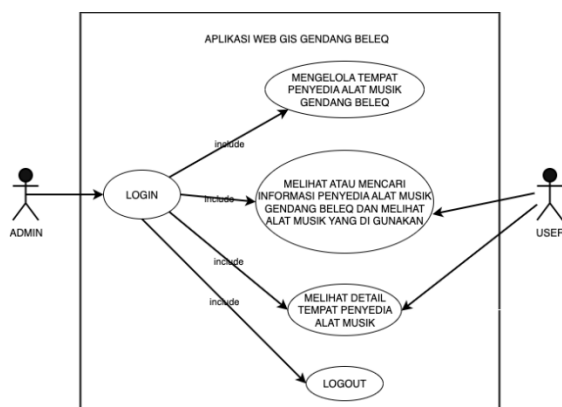 APLIKASI WEB GIS GENDANG BELEQ
MENGELOLA TEMPAT
PENYEDIA ALAT MUSIK
GENDANG BELEQ
include
LOGIN
include
MELIHAT ATAU MENCARI
INFORMASI PENYEDIA ALAT MUSIK
GENDANG BELEQ DAN MELIHAT
ALAT MUSIK YANG DI GUNAKAN
ADMIN
USER
include
MELIHAT DETAIL
TEMPAT PENYEDIA
ALAT MUSIK
include
LOGOUT